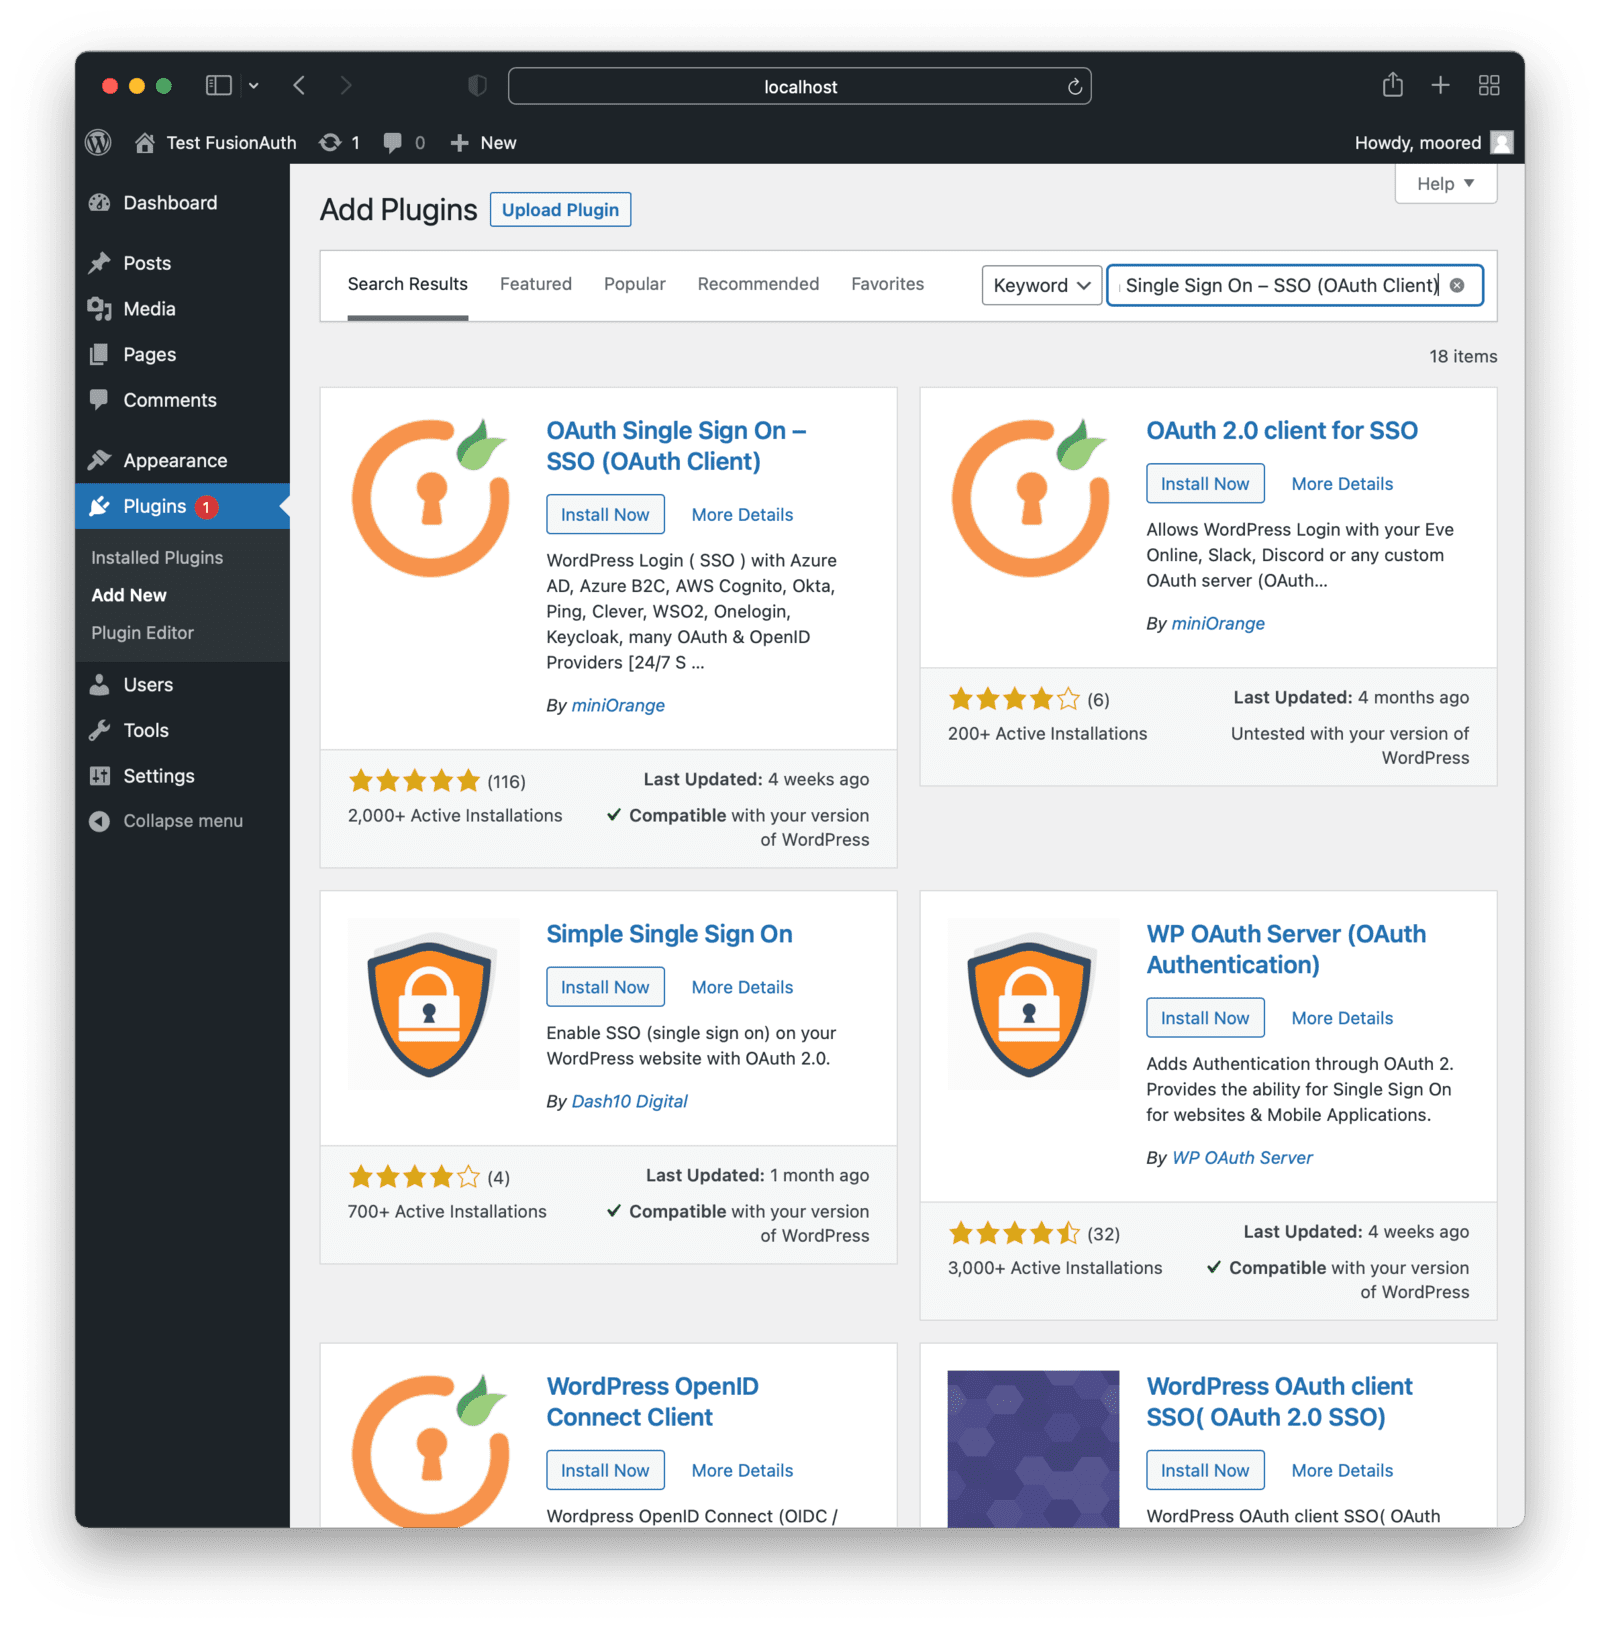 localhost
Test FusionAuth
1
0
New
Howdy, moored
Dashboard
Posts
Media
Pages
Comments
Appearance
Plugins 1
Installed Plugins
Add New
Plugin Editor
Users
Tools
Settings
Collapse menu
Help
Add Plugins
Upload Plugin
Search Results
Featured
Popular
Recommended
Favorites
Keyword
Single Sign On – SSO (OAuth Client)
18 items
OAuth Single Sign On –
SSO (OAuth Client)
Install Now
More Details
WordPress Login ( SSO ) with Azure
AD, Azure B2C, AWS Cognito, Okta,
Ping, Clever, WSO2, Onelogin,
Keycloak, many OAuth & OpenID
Providers [24/7 S ...
By miniOrange
(116)
2,000+ Active Installations
Last Updated: 4 weeks ago
Compatible with your version
of WordPress
OAuth 2.0 client for SSO
Install Now
More Details
Allows WordPress Login with your Eve
Online, Slack, Discord or any custom
OAuth server (OAuth...
By miniOrange
(6)
200+ Active Installations
Last Updated: 4 months ago
Untested with your version of
WordPress
Simple Single Sign On
Install Now
More Details
Enable SSO (single sign on) on your
WordPress website with OAuth 2.0.
By Dash10 Digital
(4)
700+ Active Installations
Last Updated: 1 month ago
Compatible with your version
of WordPress
WP OAuth Server (OAuth
Authentication)
Install Now
More Details
Adds Authentication through OAuth 2.
Provides the ability for Single Sign On
for websites & Mobile Applications.
By WP OAuth Server
(32)
3,000+ Active Installations
Last Updated: 4 weeks ago
Compatible with your version
of WordPress
WordPress OpenID
Connect Client
Install Now
More Details
Wordpress OpenID Connect (OIDC /
WordPress OAuth client
SSO( OAuth 2.0 SSO)
Install Now
More Details
WordPress OAuth client SSO( OAuth